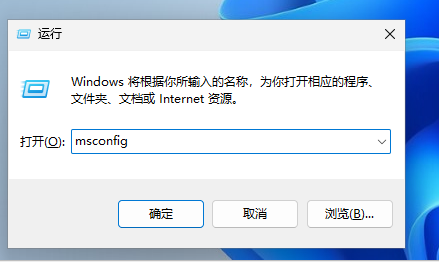 运行
Windows 将根据你所输入的名称，为你打开相应的程序、
文件夹、文档或 Internet 资源。
打开(O): msconfig
确定 取消 浏览(B)...